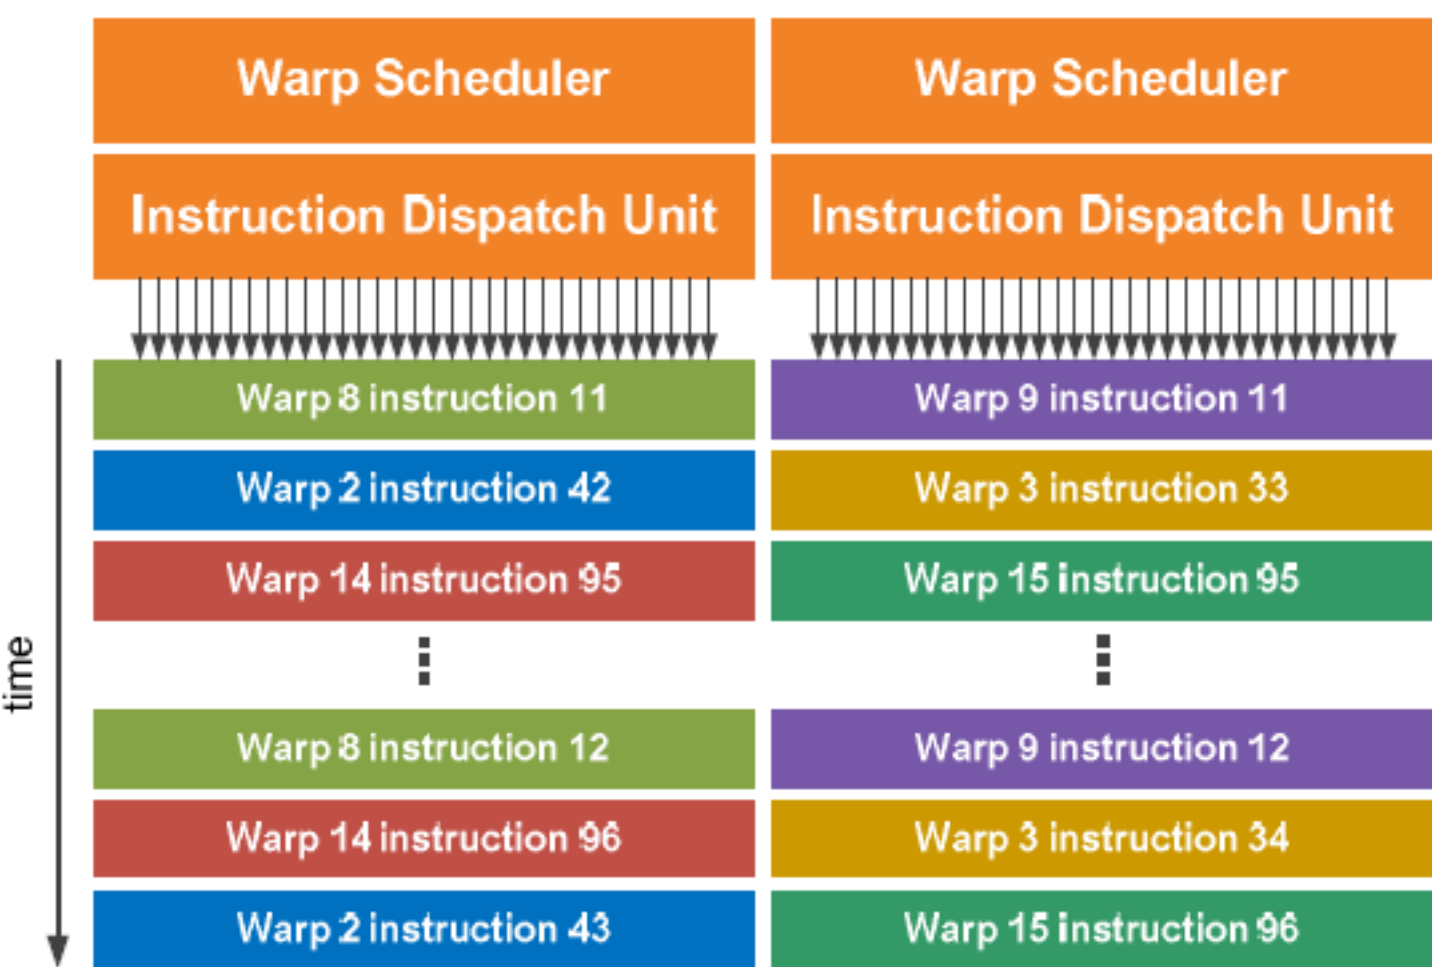 Warp Scheduler
Warp Scheduler
Instruction Dispatch Unit
Instruction Dispatch Unit
Warp 8 instruction 11
Warp 9 instruction 11
Warp 2 instruction 42
Warp 3 instruction 33
Warp 14 instruction 95
Warp 15 instruction 95
time
Warp 8 instruction 12
Warp 9 instruction 12
Warp 14 instruction 96
Warp 3 instruction 34
Warp 2 instruction 43
Warp 15 instruction 96